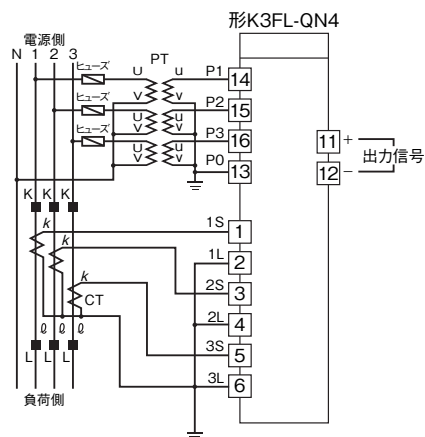 形K3FL-QN4
電源側
N 1 2 3
PT
ヒューズ
U
u
P1
14
V
v
ヒューズ
U
u
P2
15
V
v
ヒューズ
U
u
P3
16
V
v
P0
13
11 +
12 −
出力信号
K K K
k
1S
1
k
1L
2
k
2S
3
CT
2L
4
ℓ ℓ ℓ
3S
5
L L L
3L
6
負荷側